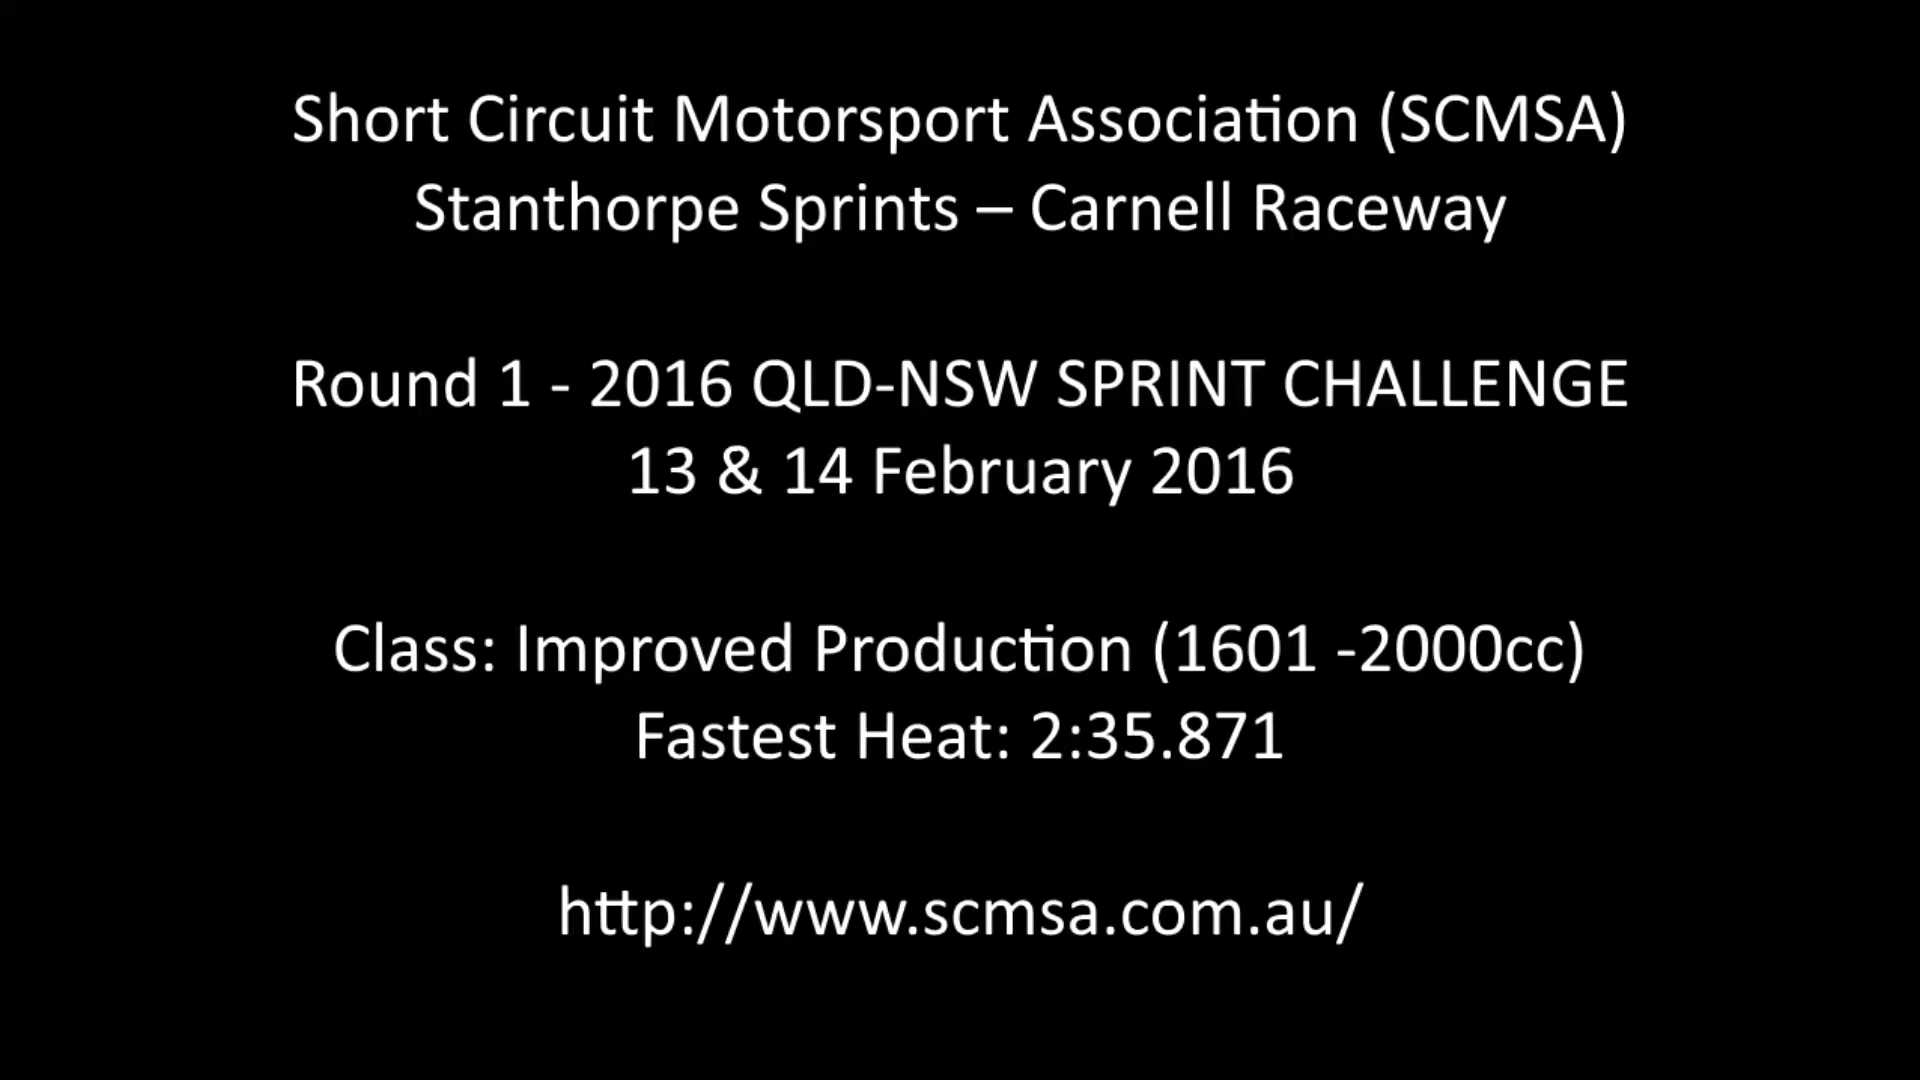 Short Circuit Motorsport Association (SCMSA)
Stanthorpe Sprints – Carnell Raceway
Round 1 - 2016 QLD-NSW SPRINT CHALLENGE
13 & 14 February 2016
Class: Improved Production (1601 -2000cc)
Fastest Heat: 2:35.871
http://www.scmsa.com.au/